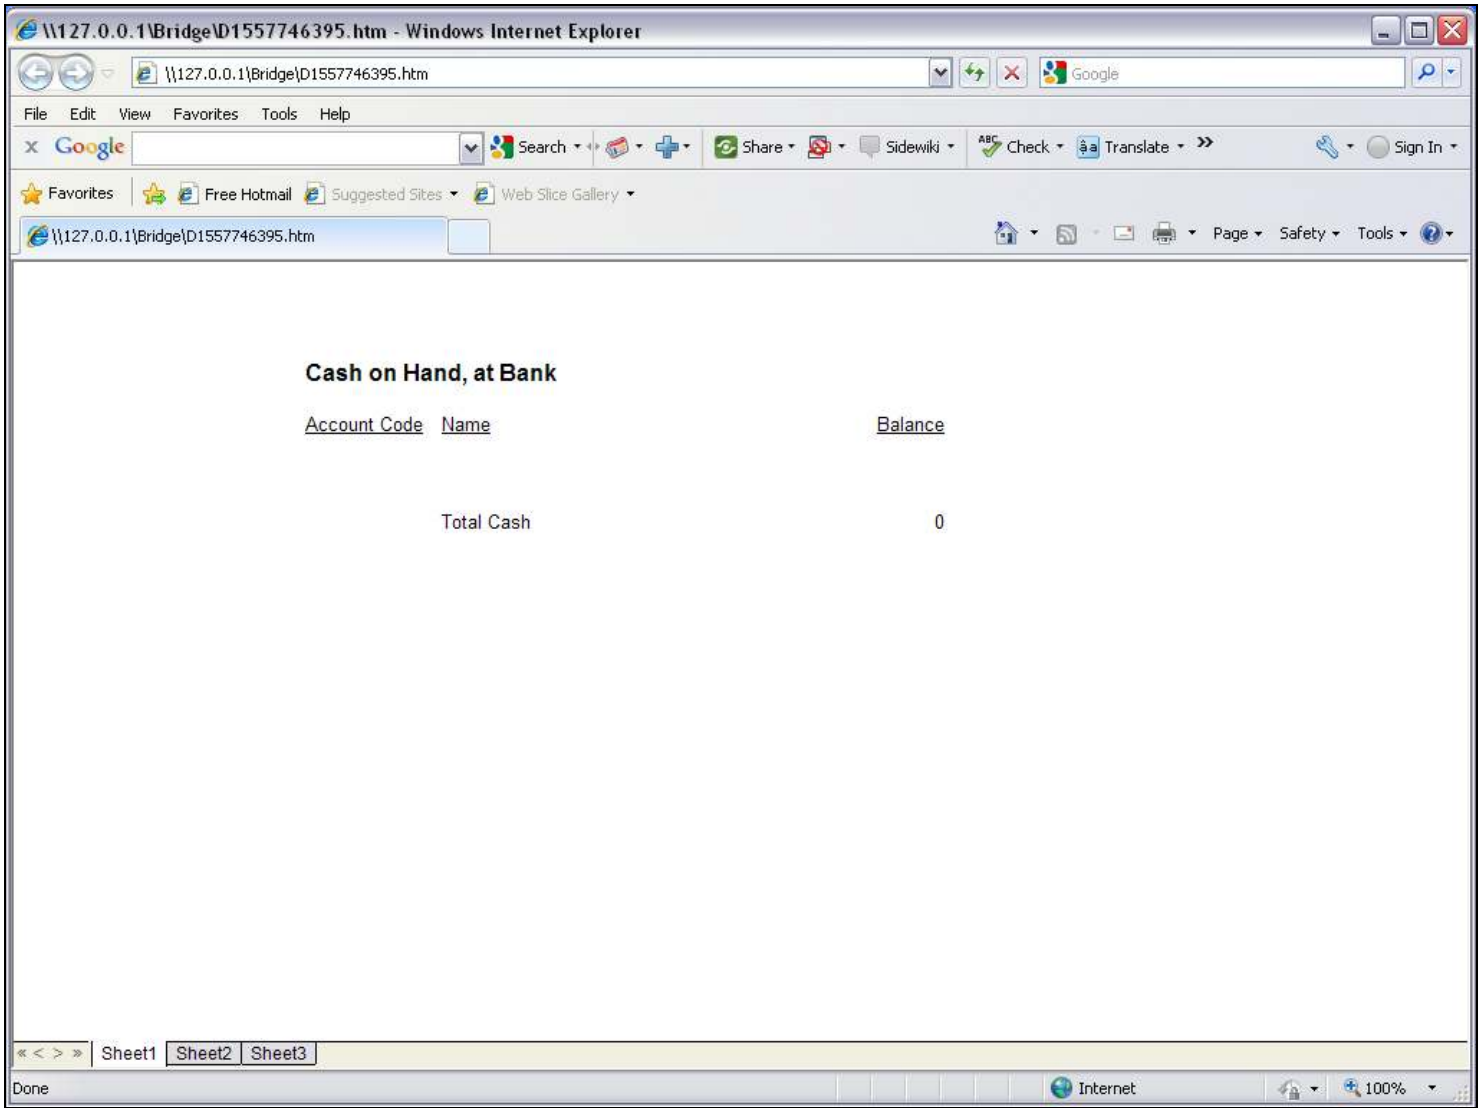 \\127.0.0.1\Bridge\D1557746395.htm - Windows Internet Explorer
\\127.0.0.1\Bridge\D1557746395.htm Google
File Edit View Favorites Tools Help
x Google Search Share Sidewiki ABC Check âa Translate » Sign In
Favorites Free Hotmail Suggested Sites Web Slice Gallery
\\127.0.0.1\Bridge\D1557746395.htm Page Safety Tools
Cash on Hand, at Bank
Account Code Name Balance
Total Cash 0
« < > » Sheet1 Sheet2 Sheet3
Done Internet 100%